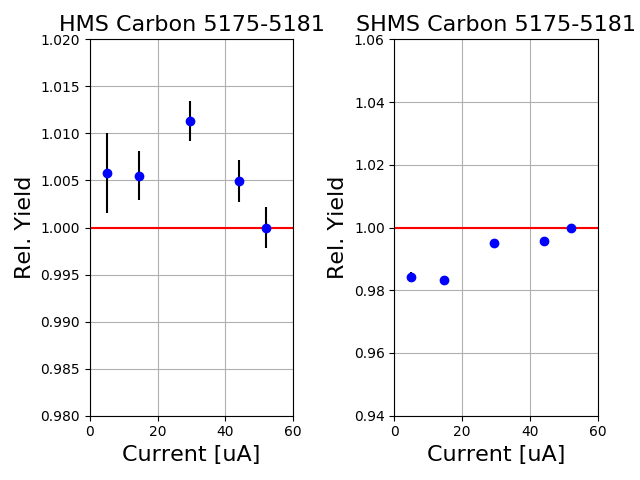 HMS Carbon 5175-5181
1.020
1.015
1.010
1.005
1.000
0.995
0.990
0.985
0.980
Rel. Yield
0 20 40 60
Current [uA]
SHMS Carbon 5175-5181
1.06
1.04
1.02
1.00
0.98
0.96
0.94
Rel. Yield
0 20 40 60
Current [uA]